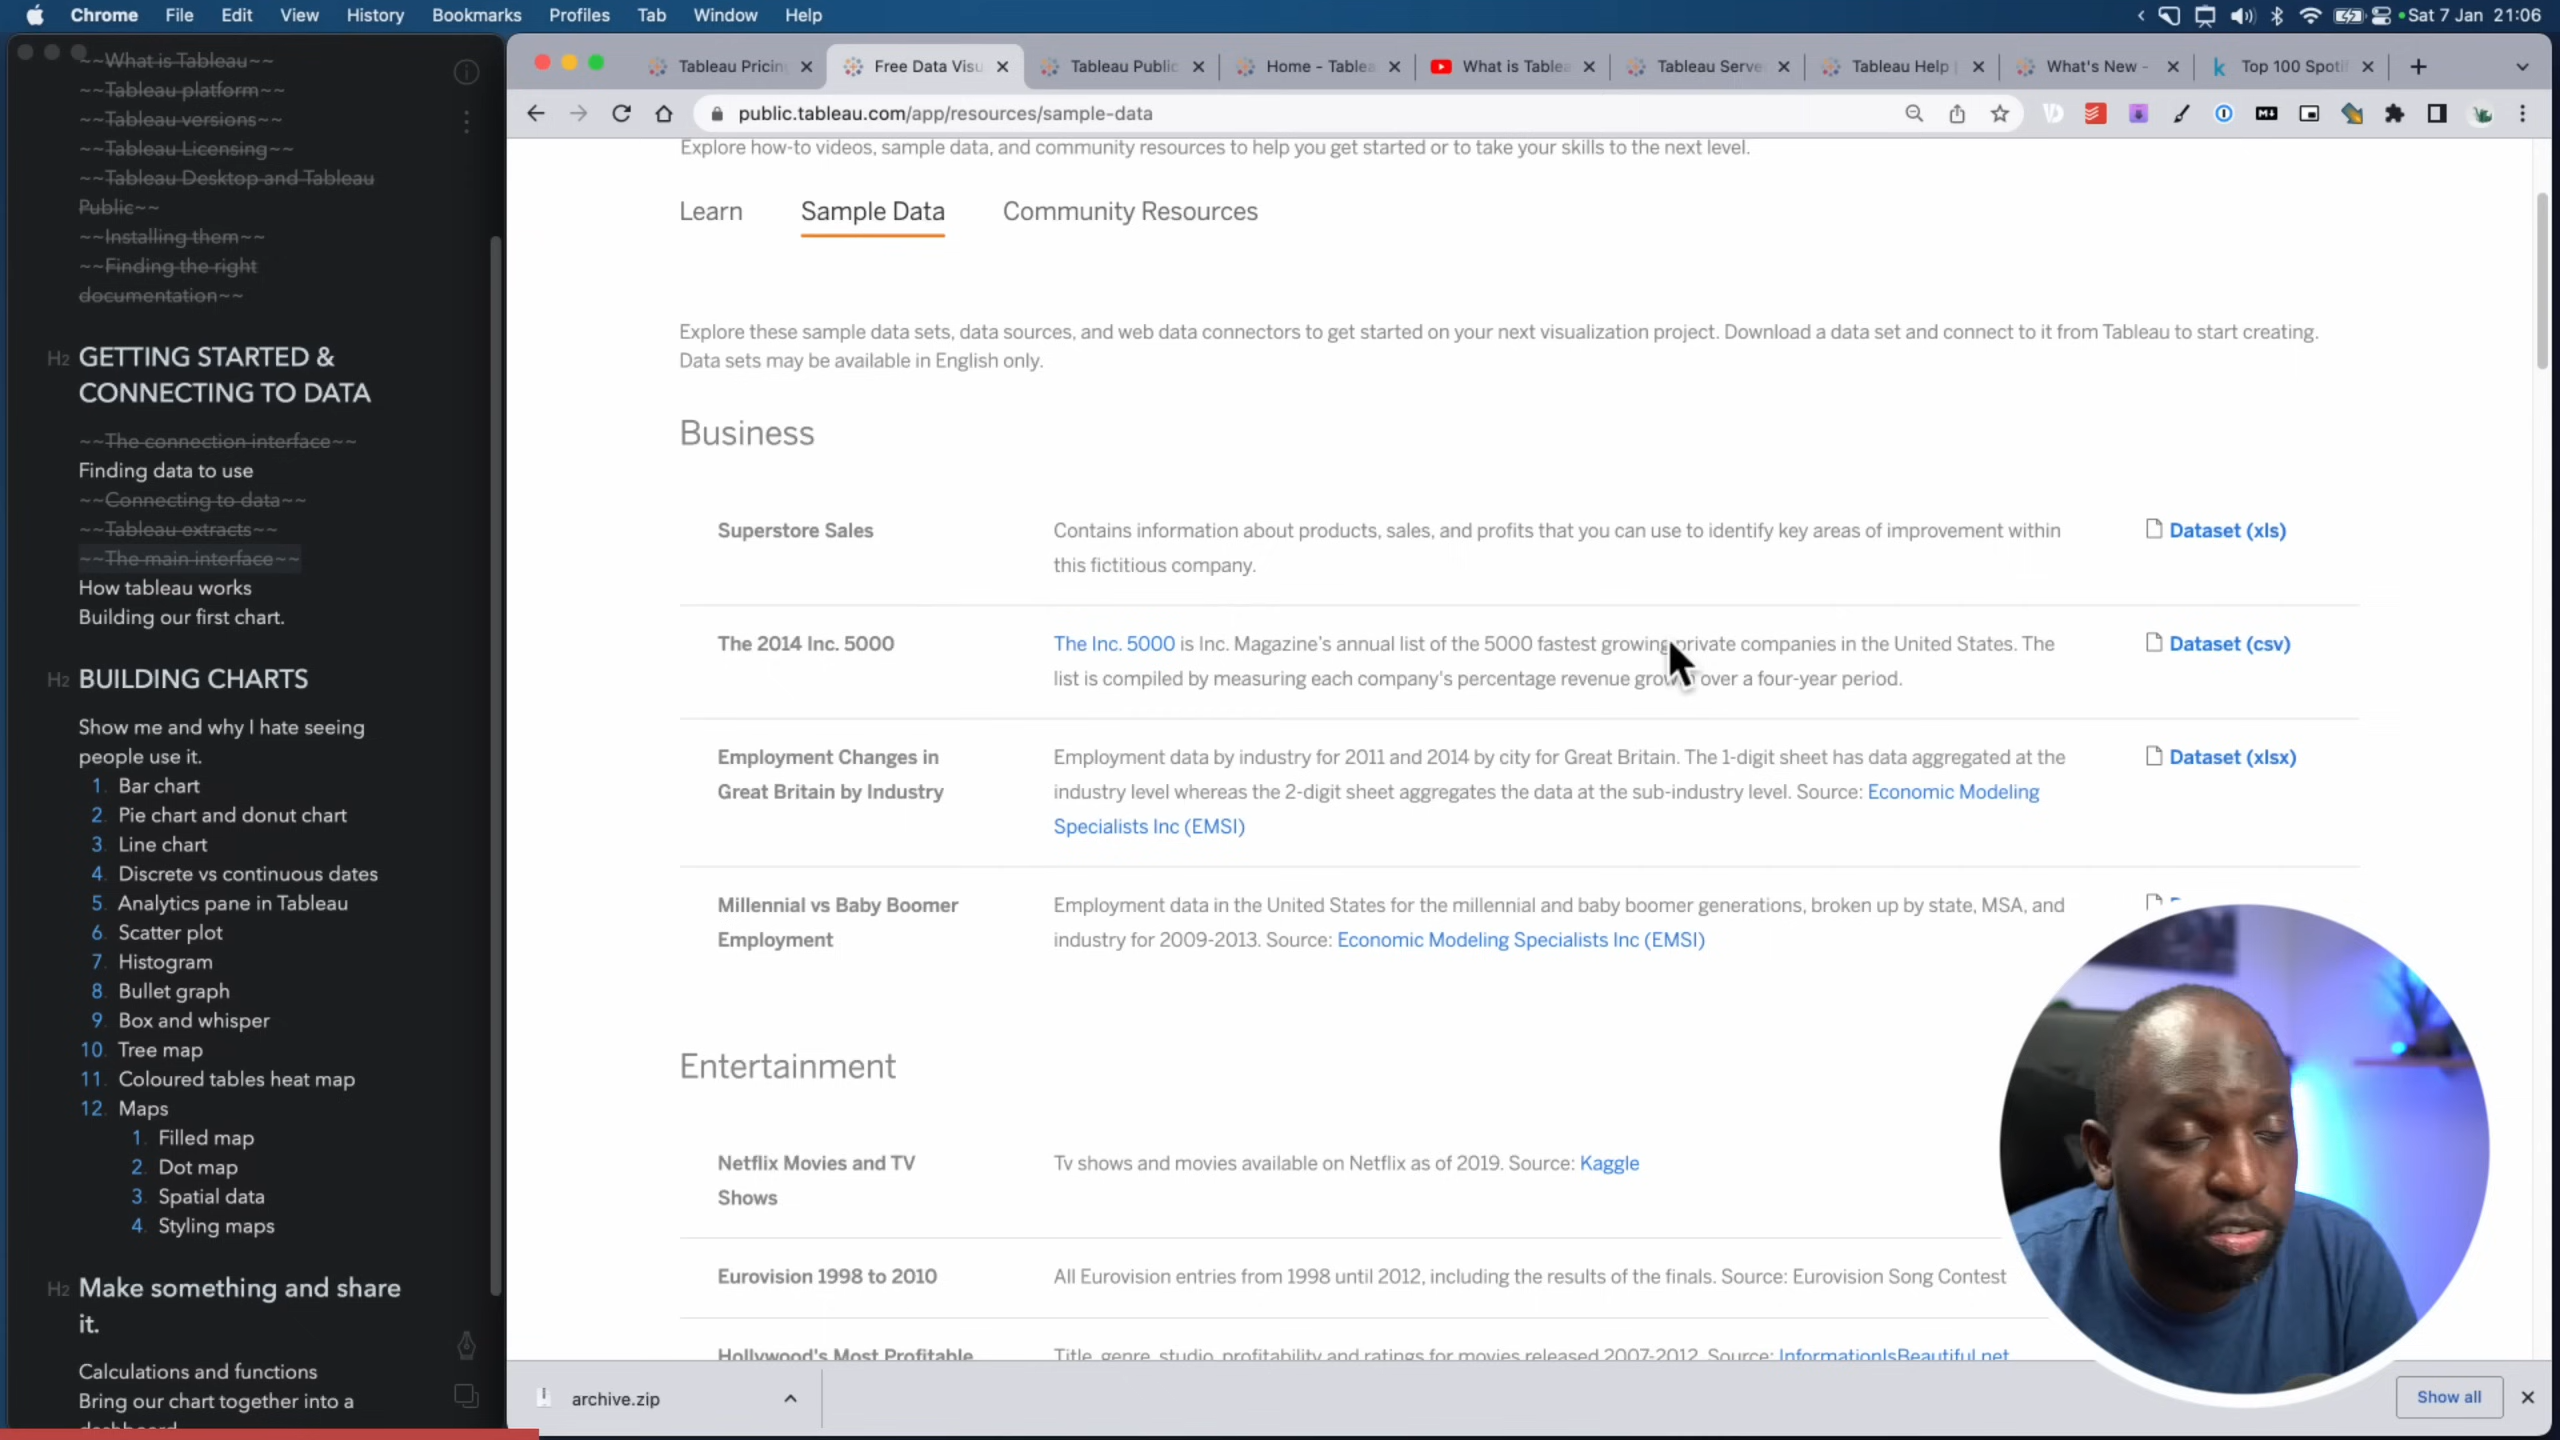 Chrome File Edit View History Bookmarks Profiles Tab Window Help
Sat 7 Jan 21:06
~~What is Tableau~~
~~Tableau platform~~
~~Tableau versions~~
~~Tableau Licensing~~
~~Tableau Desktop and Tableau
Public~~
~~Installing them~~
~~Finding the right
documentation~~
H2 GETTING STARTED &
CONNECTING TO DATA
~~The connection interface~~
Finding data to use
~~Connecting to data~~
~~Tableau extracts~~
~~The main interface~~
How tableau works
Building our first chart.
H2 BUILDING CHARTS
Show me and why I hate seeing
people use it.
1. Bar chart
2. Pie chart and donut chart
3. Line chart
4. Discrete vs continuous dates
5. Analytics pane in Tableau
6. Scatter plot
7. Histogram
8. Bullet graph
9. Box and whisper
10. Tree map
11. Coloured tables heat map
12. Maps
1. Filled map
2. Dot map
3. Spatial data
4. Styling maps
H2 Make something and share
it.
Calculations and functions
Bring our chart together into a
dashboard
Tableau Pricin Free Data Visu Tableau Public Home - Tablea What is Tablea Tableau Serve Tableau Help | What's New - Top 100 Spoti
public.tableau.com/app/resources/sample-data
Explore how-to videos, sample data, and community resources to help you get started or to take your skills to the next level.
Learn Sample Data Community Resources
Explore these sample data sets, data sources, and web data connectors to get started on your next visualization project. Download a data set and connect to it from Tableau to start creating.
Data sets may be available in English only.
Business
Superstore Sales
Contains information about products, sales, and profits that you can use to identify key areas of improvement within
this fictitious company.
Dataset (xls)
The 2014 Inc. 5000
The Inc. 5000 is Inc. Magazine's annual list of the 5000 fastest growing private companies in the United States. The
list is compiled by measuring each company's percentage revenue growth over a four-year period.
Dataset (csv)
Employment Changes in
Great Britain by Industry
Employment data by industry for 2011 and 2014 by city for Great Britain. The 1-digit sheet has data aggregated at the
industry level whereas the 2-digit sheet aggregates the data at the sub-industry level. Source: Economic Modeling
Specialists Inc (EMSI)
Dataset (xlsx)
Millennial vs Baby Boomer
Employment
Employment data in the United States for the millennial and baby boomer generations, broken up by state, MSA, and
industry for 2009-2013. Source: Economic Modeling Specialists Inc (EMSI)
Entertainment
Netflix Movies and TV
Shows
Tv shows and movies available on Netflix as of 2019. Source: Kaggle
Eurovision 1998 to 2010
All Eurovision entries from 1998 until 2012, including the results of the finals. Source: Eurovision Song Contest
Hollywood's Most Profitable
Title, genre, studio, profitability and ratings for movies released 2007-2012. Source: InformationIsBeautiful.net
archive.zip
Show all